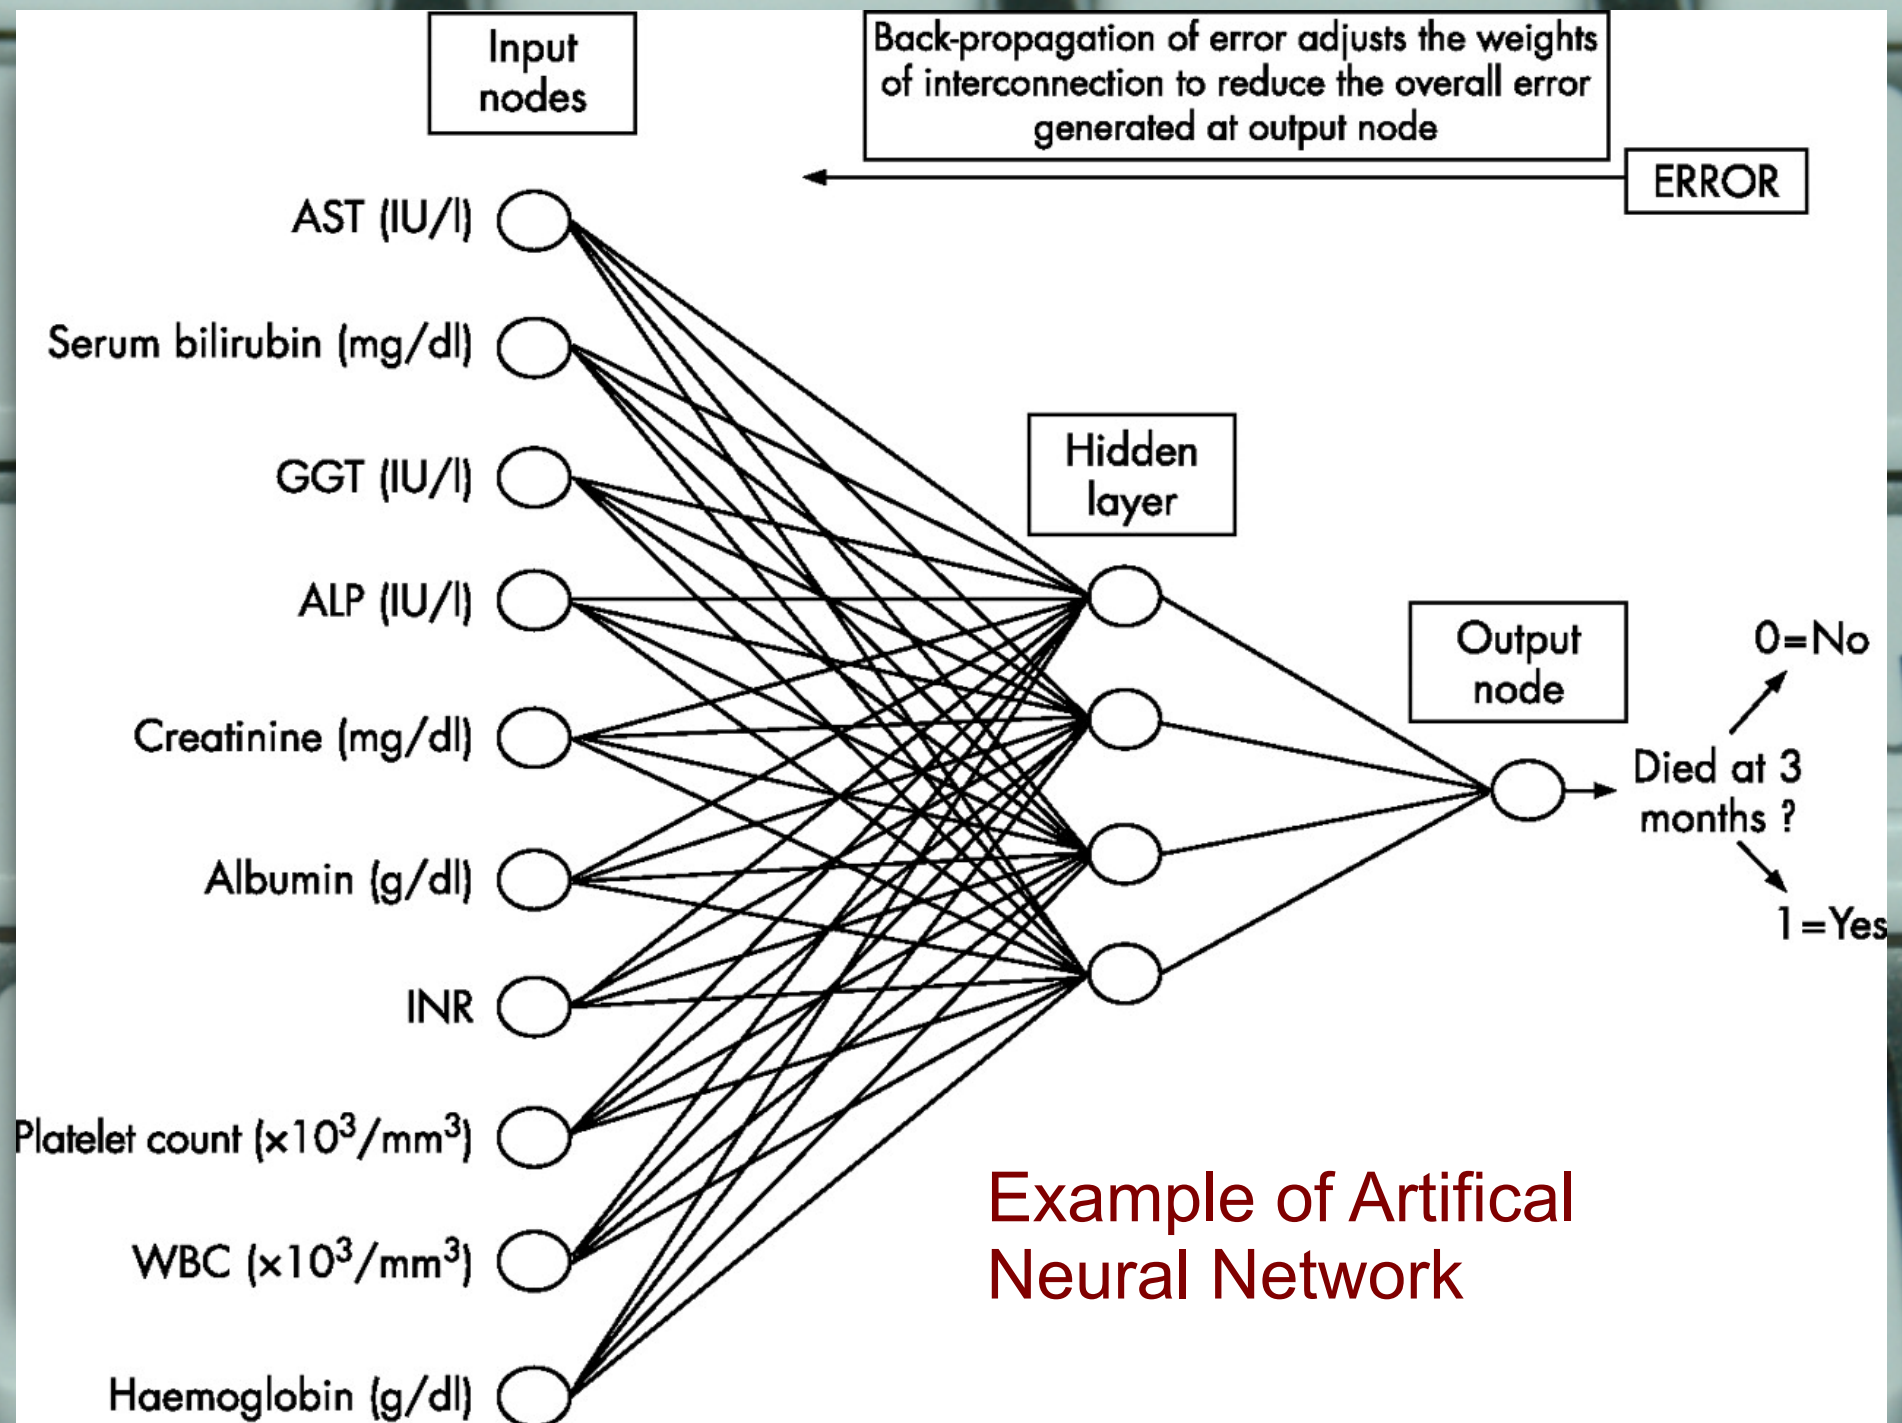 Input
nodes
Back-propagation of error adjusts the weights
of interconnection to reduce the overall error
generated at output node
ERROR
AST (IU/l)
Serum bilirubin (mg/dl)
GGT (IU/l)
ALP (IU/l)
Creatinine (mg/dl)
Albumin (g/dl)
INR
Platelet count (×10³/mm³)
WBC (×10³/mm³)
Haemoglobin (g/dl)
Hidden
layer
Output
node
0=No
Died at 3
months ?
1=Yes
Example of Artifical
Neural Network